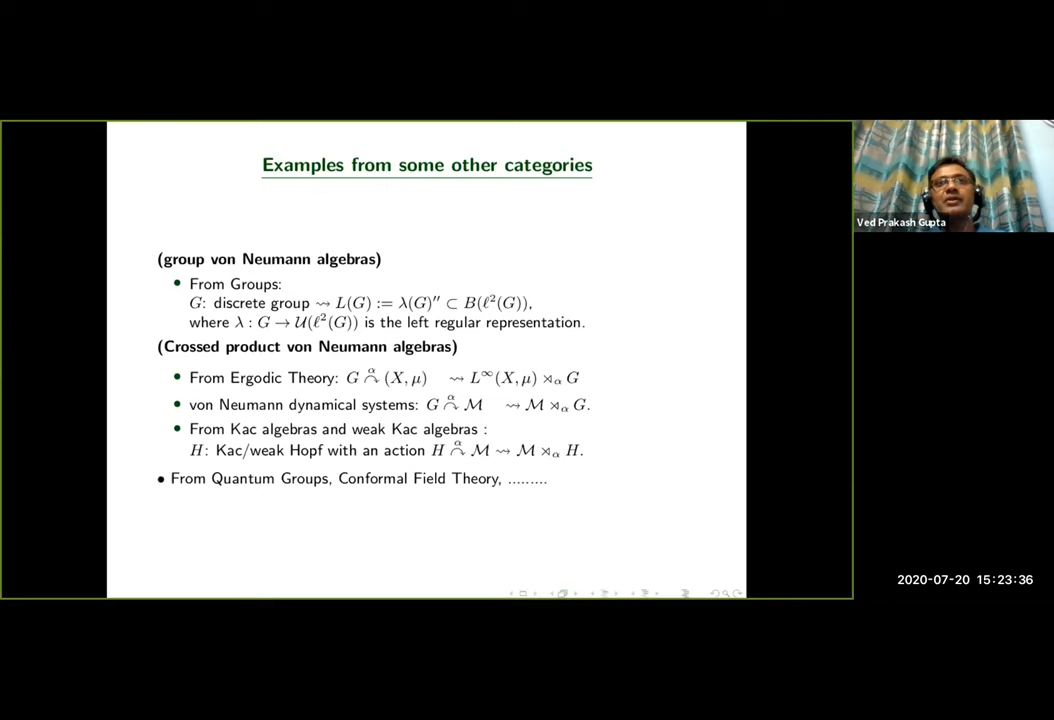 Examples from some other categories
(group von Neumann algebras)
• From Groups:
G: discrete group ⇝ L(G) := λ(G)′′ ⊂ B(ℓ²(G)),
where λ : G → 𝒰(ℓ²(G)) is the left regular representation.
(Crossed product von Neumann algebras)
• From Ergodic Theory: G ↷^α (X, μ) ⇝ L^∞(X, μ) ⋊_α G
• von Neumann dynamical systems: G ↷^α ℳ ⇝ ℳ ⋊_α G.
• From Kac algebras and weak Kac algebras :
H: Kac/weak Hopf with an action H ↷^α ℳ ⇝ ℳ ⋊_α H.
• From Quantum Groups, Conformal Field Theory, .........
Ved Prakash Gupta
2020-07-20 15:23:36